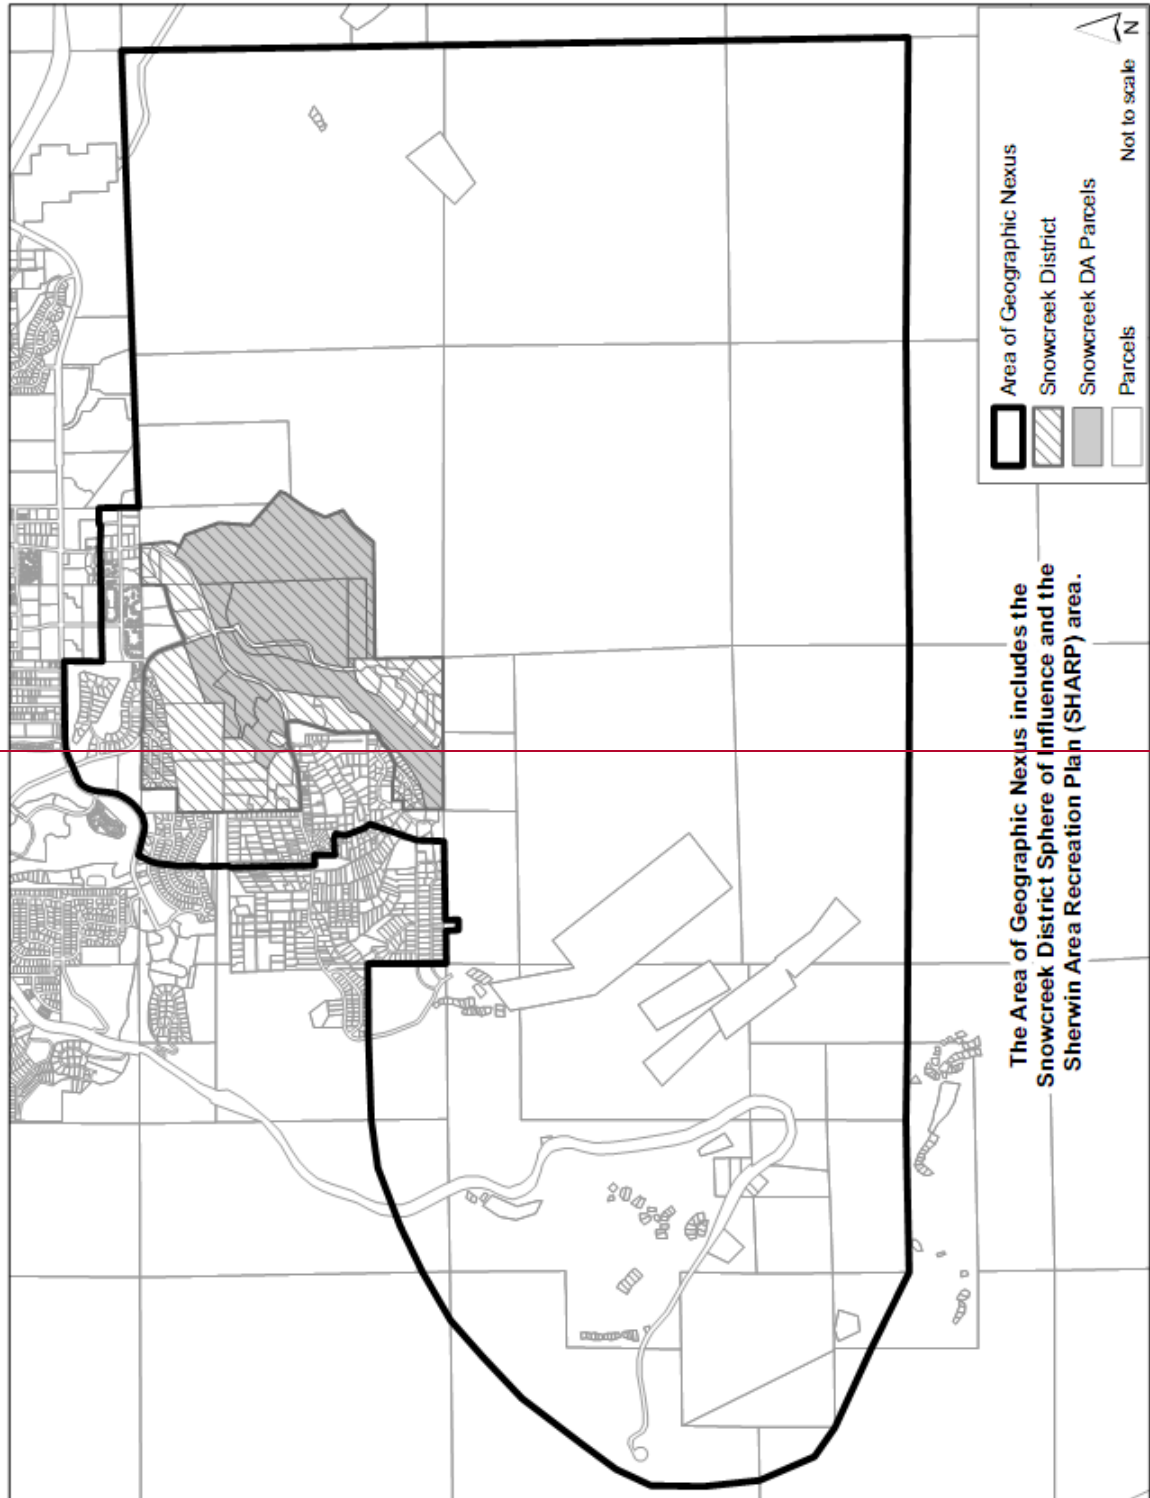 Area of Geographic Nexus
Snowcreek District
Snowcreek DA Parcels
Parcels
Not to scale
N
The Area of Geographic Nexus includes the
Snowcreek District Sphere of Influence and the
Sherwin Area Recreation Plan (SHARP) area.